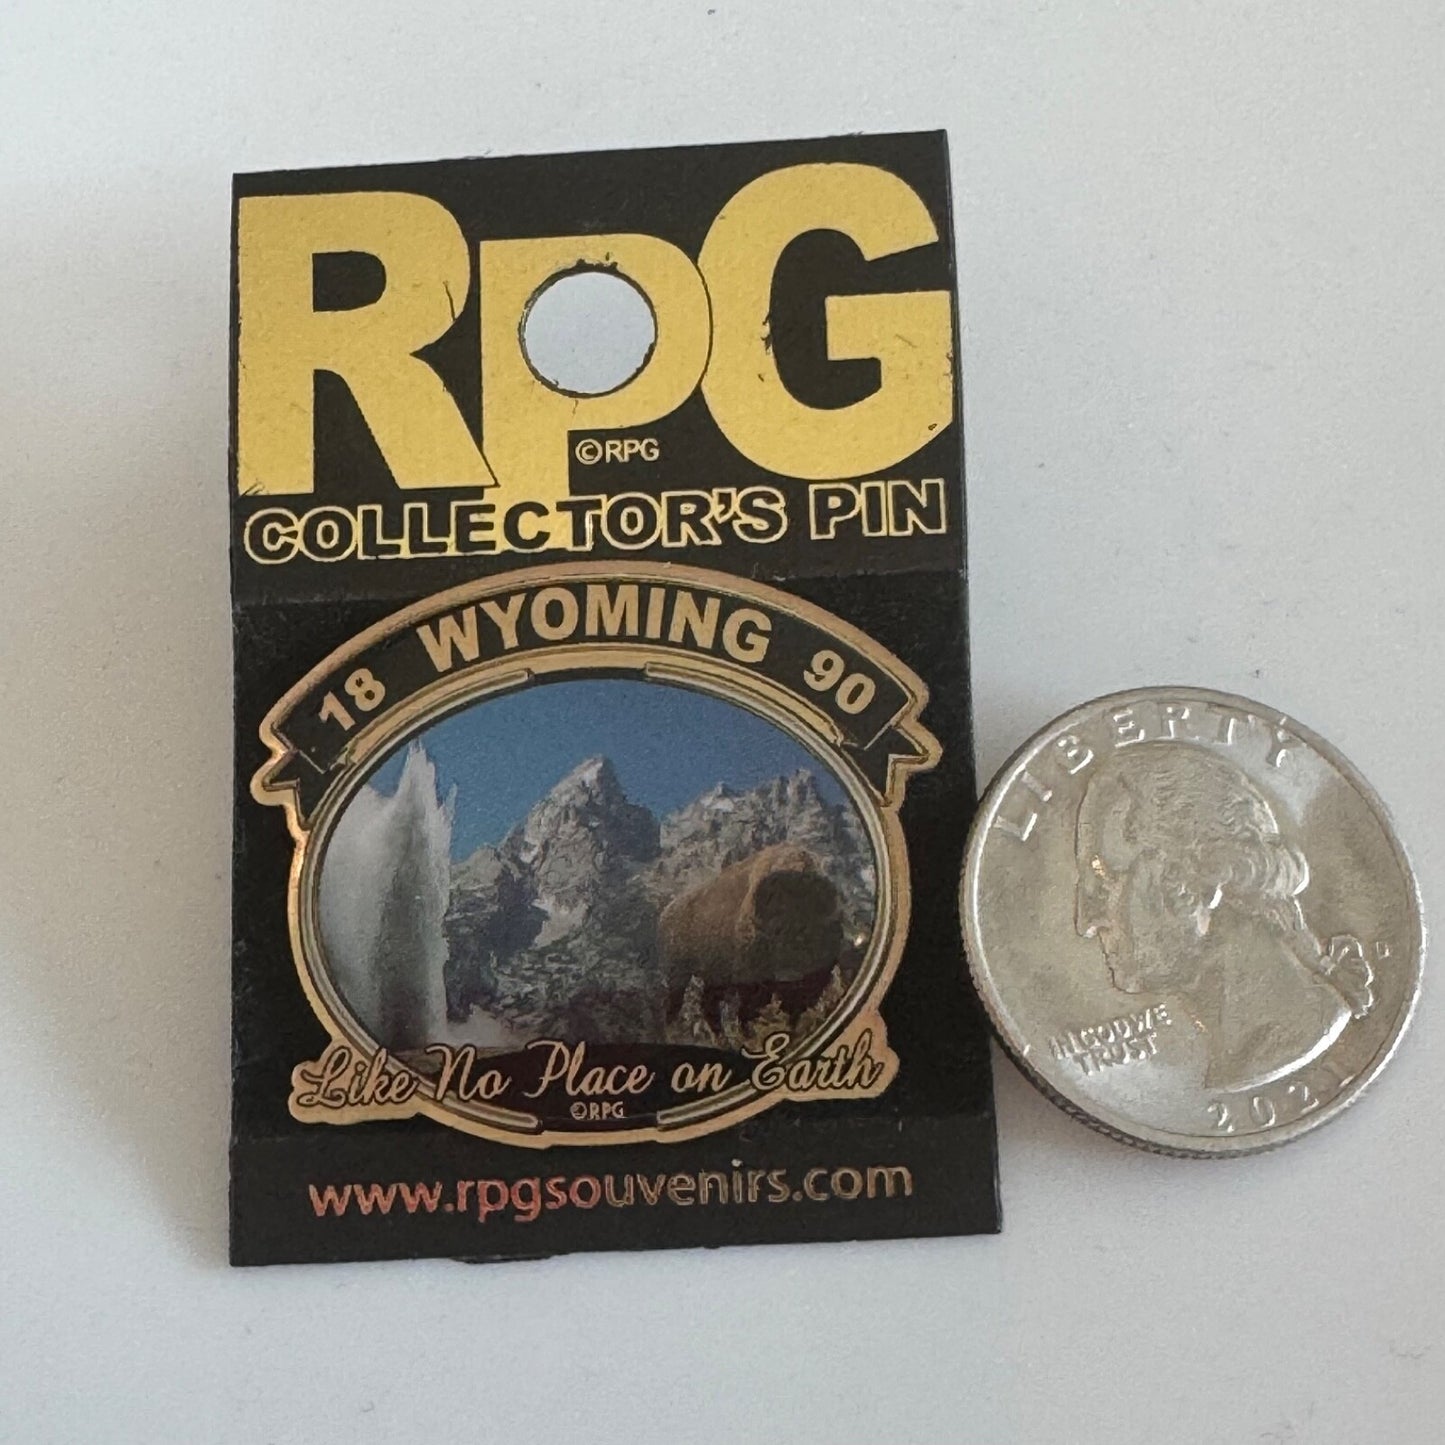 RPG
©RPG
COLLECTOR'S PIN
18 WYOMING 90
Like No Place on Earth
©RPG
www.rpgsouvenirs.com
LIBERTY
IN GOD WE
TRUST
2021